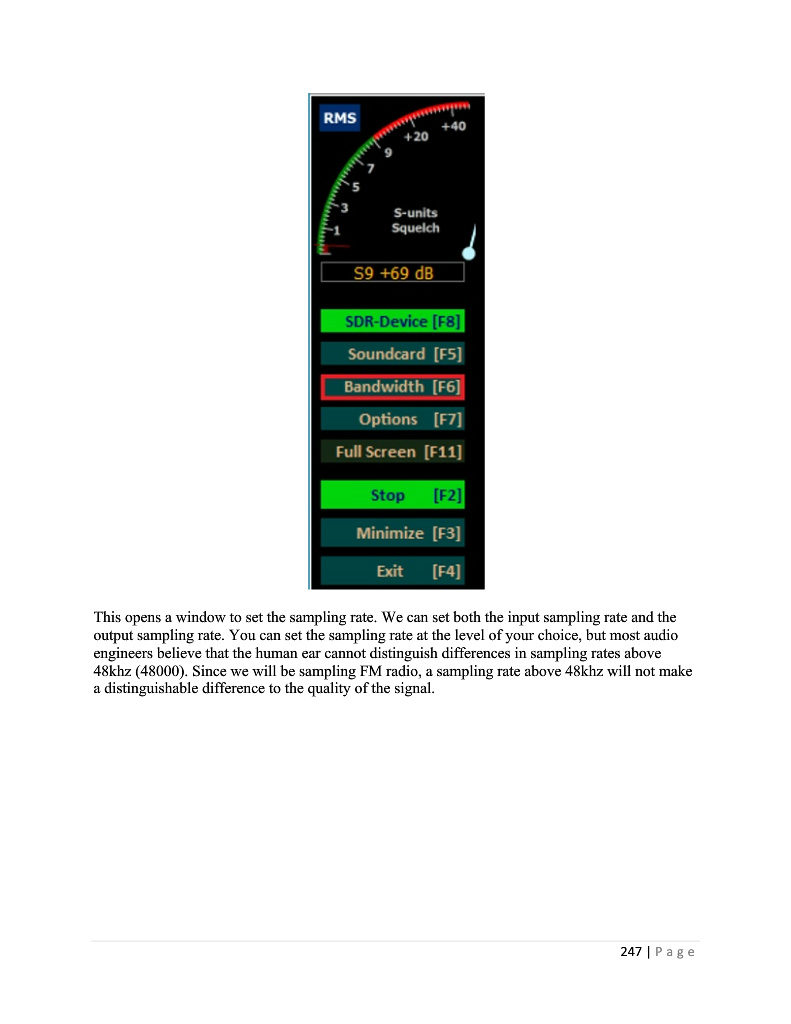 RMS
+40
+20
9
7
5
3
1
S-units
Squelch
S9 +69 dB
SDR-Device [F8]
Soundcard [F5]
Bandwidth [F6]
Options [F7]
Full Screen [F11]
Stop [F2]
Minimize [F3]
Exit [F4]
This opens a window to set the sampling rate. We can set both the input sampling rate and the
output sampling rate. You can set the sampling rate at the level of your choice, but most audio
engineers believe that the human ear cannot distinguish differences in sampling rates above
48khz (48000). Since we will be sampling FM radio, a sampling rate above 48khz will not make
a distinguishable difference to the quality of the signal.
247 | Page